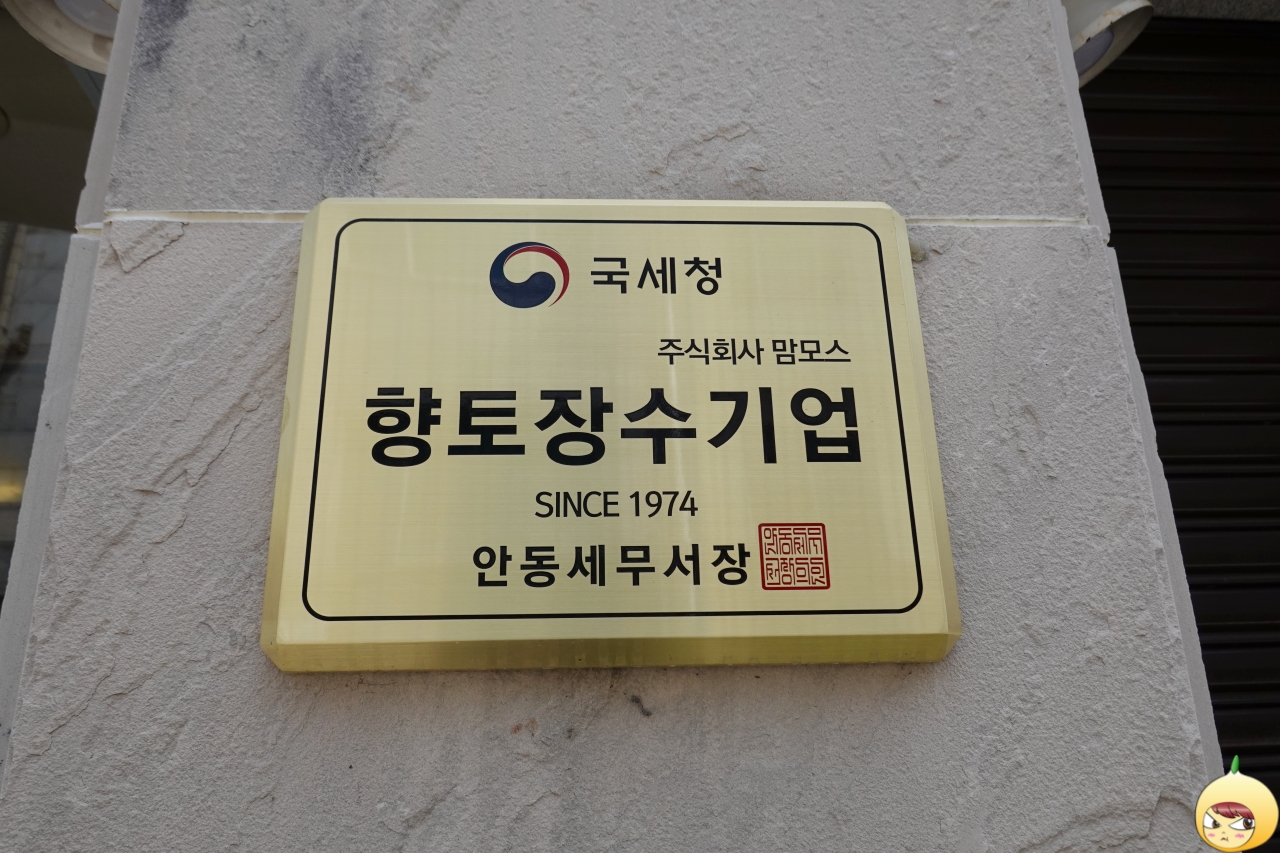 국세청
주식회사 맘모스
향토장수기업
SINCE 1974
안동세무서장